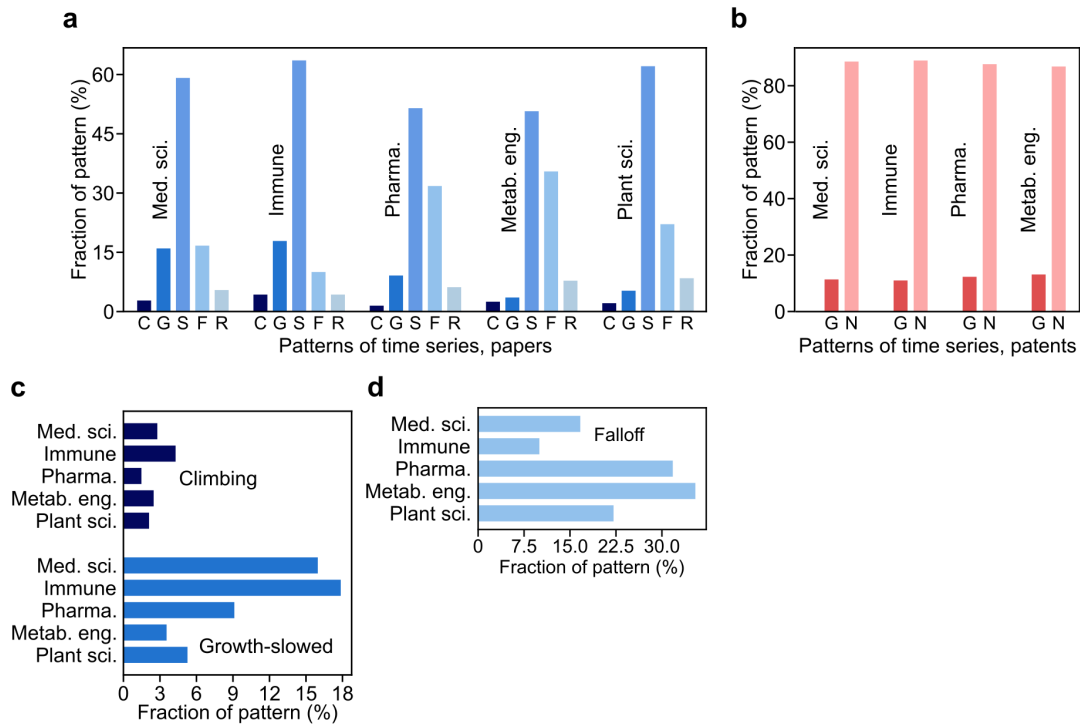 a
Fraction of pattern (%)
60
45
30
15
0
Med. sci.
Immune
Pharma.
Metab. eng.
Plant sci.
C G S F R C G S F R C G S F R C G S F R C G S F R
Patterns of time series, papers
b
Fraction of pattern (%)
80
60
40
20
0
Med. sci.
Immune
Pharma.
Metab. eng.
G N G N G N G N
Patterns of time series, patents
c
Med. sci.
Immune
Pharma.
Metab. eng.
Plant sci.
Climbing
Med. sci.
Immune
Pharma.
Metab. eng.
Plant sci.
Growth-slowed
0 3 6 9 12 15 18
Fraction of pattern (%)
d
Med. sci.
Immune
Pharma.
Metab. eng.
Plant sci.
Falloff
0 7.5 15.0 22.5 30.0
Fraction of pattern (%)